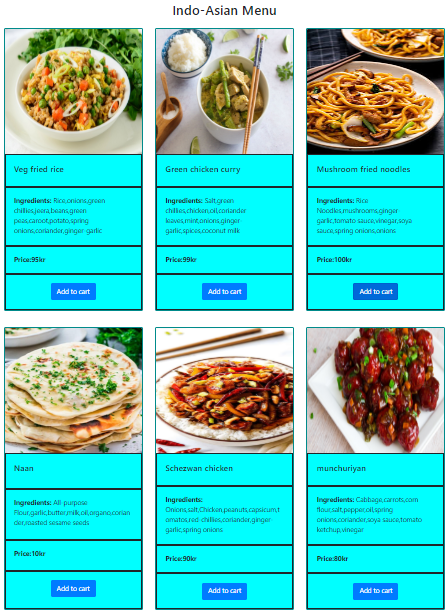 Indo-Asian Menu
Veg fried rice
Ingredients: Rice,onions,green
chillies,jeera,beans,green
peas,caroot,potato,spring
onions,coriander,ginger-garlic
Price:95kr
Add to cart
Green chicken curry
Ingredients: Salt,green
chillies,chicken,oil,coriander
leaves,mint,onions,ginger
garlic,spices,coconut milk
Price:99kr
Add to cart
Mushroom fried noodles
Ingredients: Rice
Noodles,mushrooms,ginger-
garlic,tomato sauce,vinegar,soya
sauce,spring onions,onions
Price:100kr
Add to cart
Naan
Ingredients: All-purpose
Flour,garlic,butter,milk,oil,organo,corian
der,roasted sesame seeds
Price:10kr
Add to cart
Schezwan chicken
Ingredients:
Onions,salt,Chicken,peanuts,capsicum,t
omatos,red-chillies,coriander,ginger
garlic,spring onions
Price:90kr
Add to cart
munchuriyan
Ingredients: Cabbage,carrots,corn
flour,salt,pepper,oil,spring
onions,coriander,soya sauce,tomato
ketchup,vinegar
Price:80kr
Add to cart